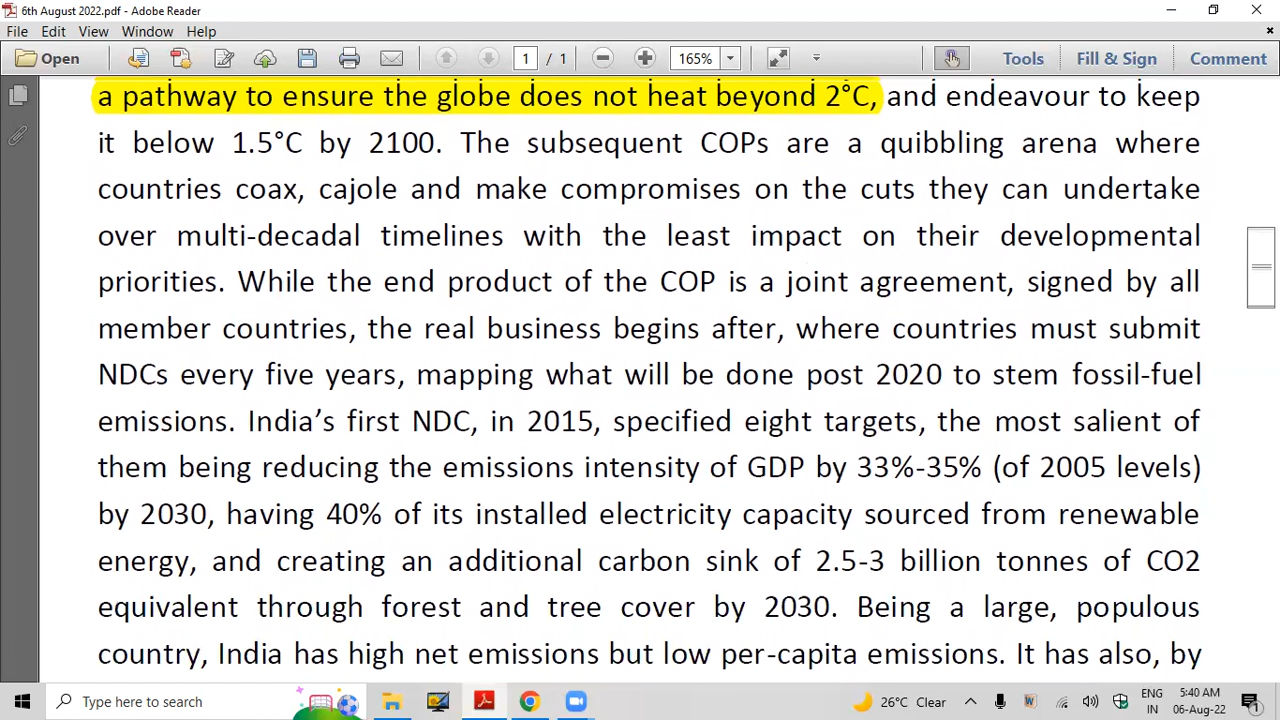 6th August 2022.pdf - Adobe Reader
File Edit View Window Help
Open 1 / 1 165% Tools Fill & Sign Comment
a pathway to ensure the globe does not heat beyond 2°C, and endeavour to keep
it below 1.5°C by 2100. The subsequent COPs are a quibbling arena where
countries coax, cajole and make compromises on the cuts they can undertake
over multi-decadal timelines with the least impact on their developmental
priorities. While the end product of the COP is a joint agreement, signed by all
member countries, the real business begins after, where countries must submit
NDCs every five years, mapping what will be done post 2020 to stem fossil-fuel
emissions. India’s first NDC, in 2015, specified eight targets, the most salient of
them being reducing the emissions intensity of GDP by 33%-35% (of 2005 levels)
by 2030, having 40% of its installed electricity capacity sourced from renewable
energy, and creating an additional carbon sink of 2.5-3 billion tonnes of CO2
equivalent through forest and tree cover by 2030. Being a large, populous
country, India has high net emissions but low per-capita emissions. It has also, by
Type here to search 26°C Clear ENG 5:40 AM
IN 06-Aug-22 1